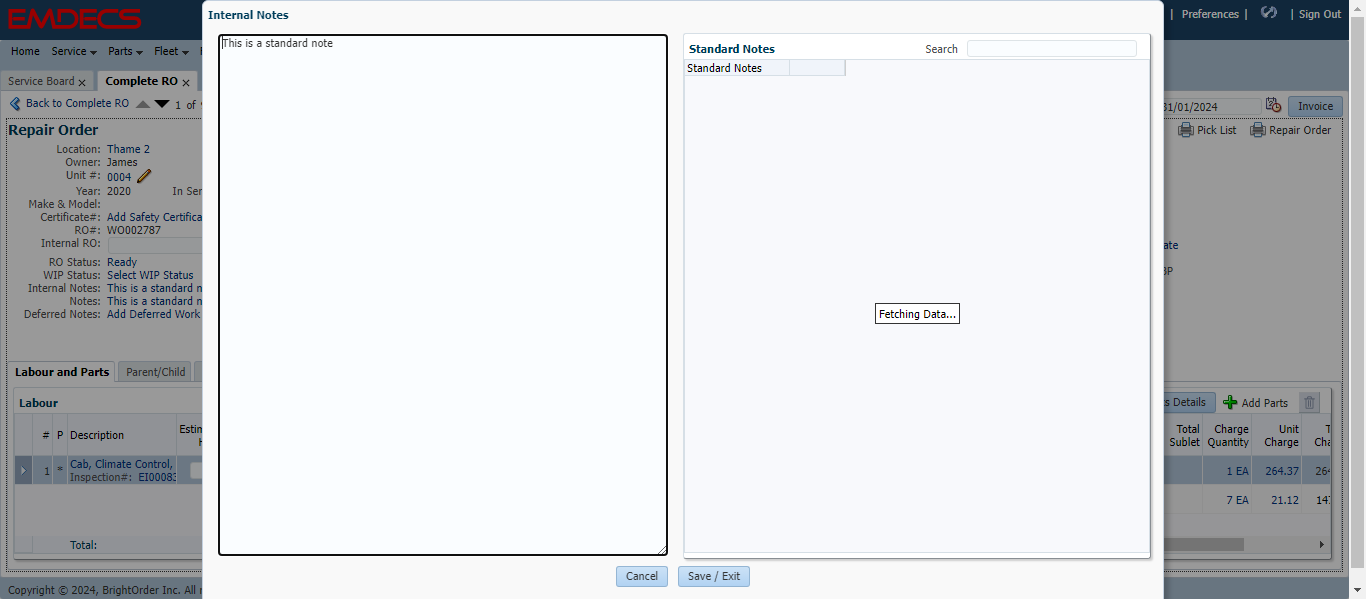 EMDECS
Internal Notes
| Preferences | | Sign Out
Home Service Parts Fleet
Service Board x Complete RO x
Back to Complete RO 1 of
31/01/2024 Invoice
Pick List Repair Order
Repair Order
Location: Thame 2
Owner: James
Unit #: 0004
Year: 2020 In Ser
Make & Model:
Certificate#: Add Safety Certifica
RO#: WO002787
Internal RO:
RO Status: Ready
WIP Status: Select WIP Status
Internal Notes: This is a standard n
Notes: This is a standard n
Deferred Notes: Add Deferred Work
This is a standard note
Standard Notes Search
Standard Notes
Fetching Data...
Cancel Save / Exit
ate
BP
Labour and Parts Parent/Child
Labour
# P Description Estim
1 * Cab, Climate Control,
Inspection#: EI00083
Total:
s Details Add Parts
Total Sublet Charge Quantity Unit Charge
1 EA 264.37 264
7 EA 21.12 147
Copyright © 2024, BrightOrder Inc. All r